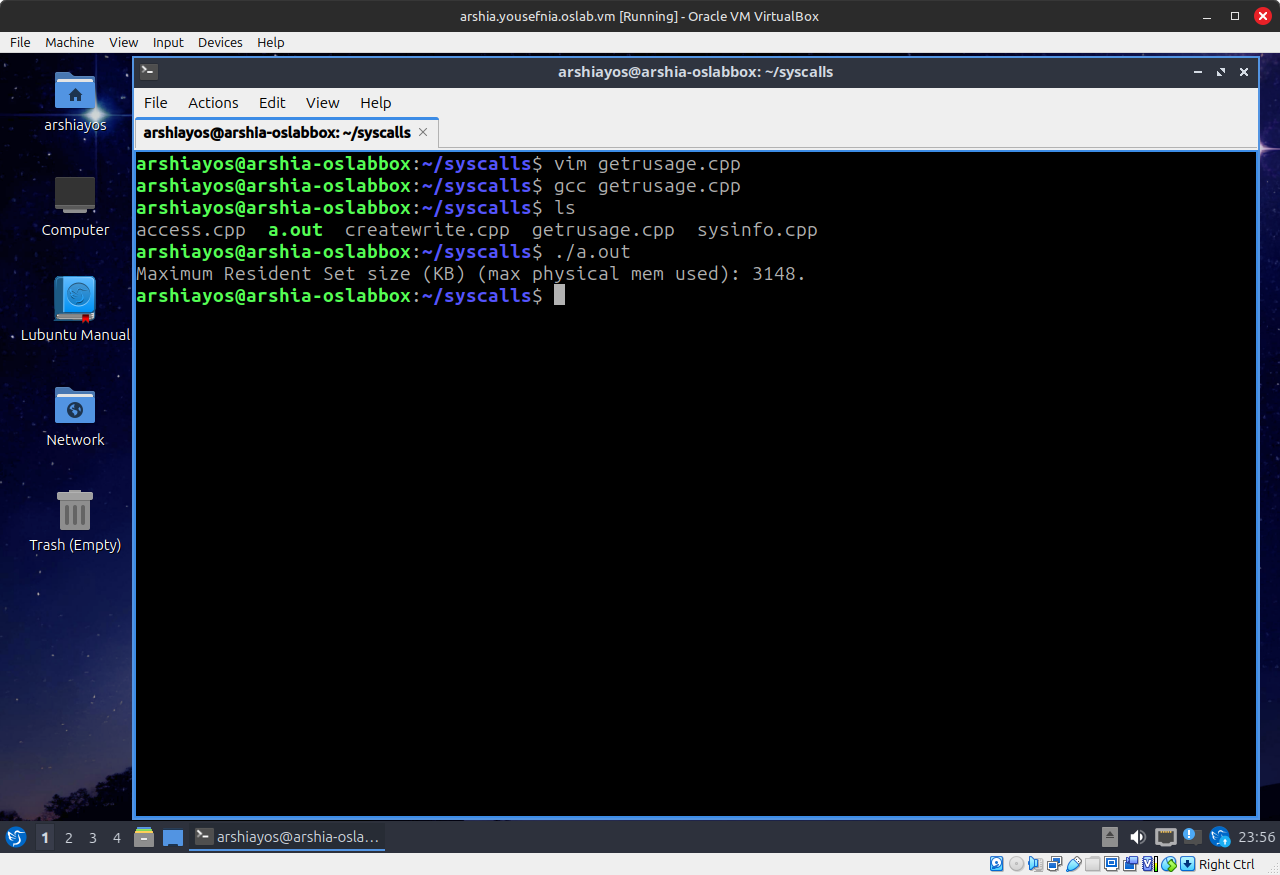 arshia.yousefnia.oslab.vm [Running] - Oracle VM VirtualBox
File Machine View Input Devices Help
arshiayos@arshia-oslabbox: ~/syscalls
File Actions Edit View Help
arshiayos@arshia-oslabbox: ~/syscalls
arshiayos@arshia-oslabbox:~/syscalls$ vim getrusage.cpp
arshiayos@arshia-oslabbox:~/syscalls$ gcc getrusage.cpp
arshiayos@arshia-oslabbox:~/syscalls$ ls
access.cpp a.out createwrite.cpp getrusage.cpp sysinfo.cpp
arshiayos@arshia-oslabbox:~/syscalls$ ./a.out
Maximum Resident Set size (KB) (max physical mem used): 3148.
arshiayos@arshia-oslabbox:~/syscalls$
arshiayos
Computer
Lubuntu Manual
Network
Trash (Empty)
1 2 3 4 arshiayos@arshia-osla... 23:56
Right Ctrl